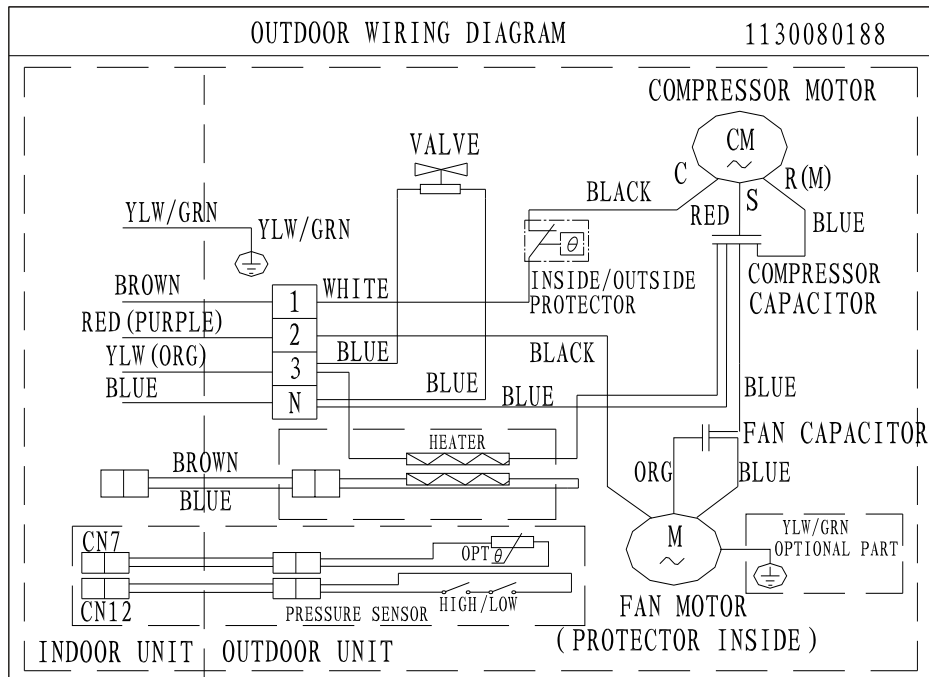 OUTDOOR WIRING DIAGRAM 1130080188
COMPRESSOR MOTOR
CM
VALVE
C
S
R(M)
BLACK
RED
BLUE
YLW/GRN
YLW/GRN
θ
INSIDE/OUTSIDE
PROTECTOR
COMPRESSOR
CAPACITOR
BROWN
1
WHITE
RED(PURPLE)
2
BLACK
YLW(ORG)
3
BLUE
BLUE
N
BLUE
BLUE
BLUE
HEATER
FAN CAPACITOR
BROWN
BLUE
ORG
BLUE
M
YLW/GRN
OPTIONAL PART
CN7
OPT
θ
CN12
PRESSURE SENSOR
HIGH/LOW
FAN MOTOR
(PROTECTOR INSIDE)
INDOOR UNIT
OUTDOOR UNIT